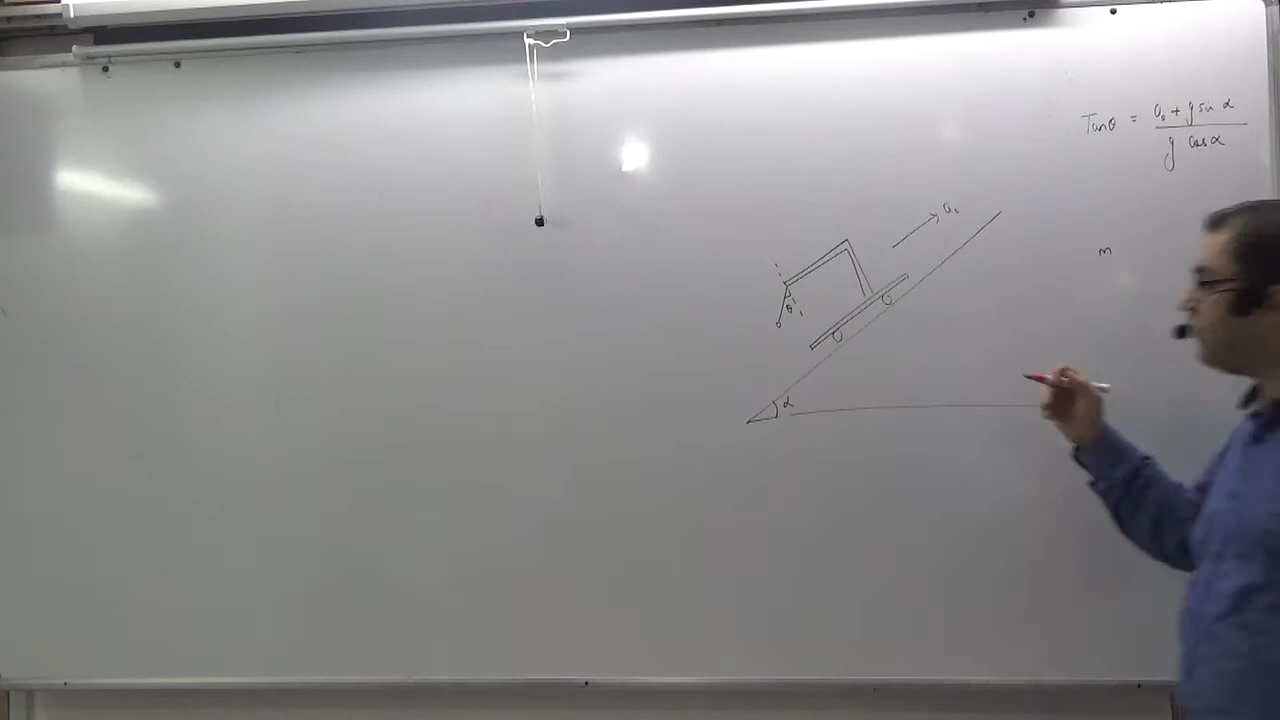 Tanθ = a₀ + g sin α / g cos α
a₀
m
θ
α